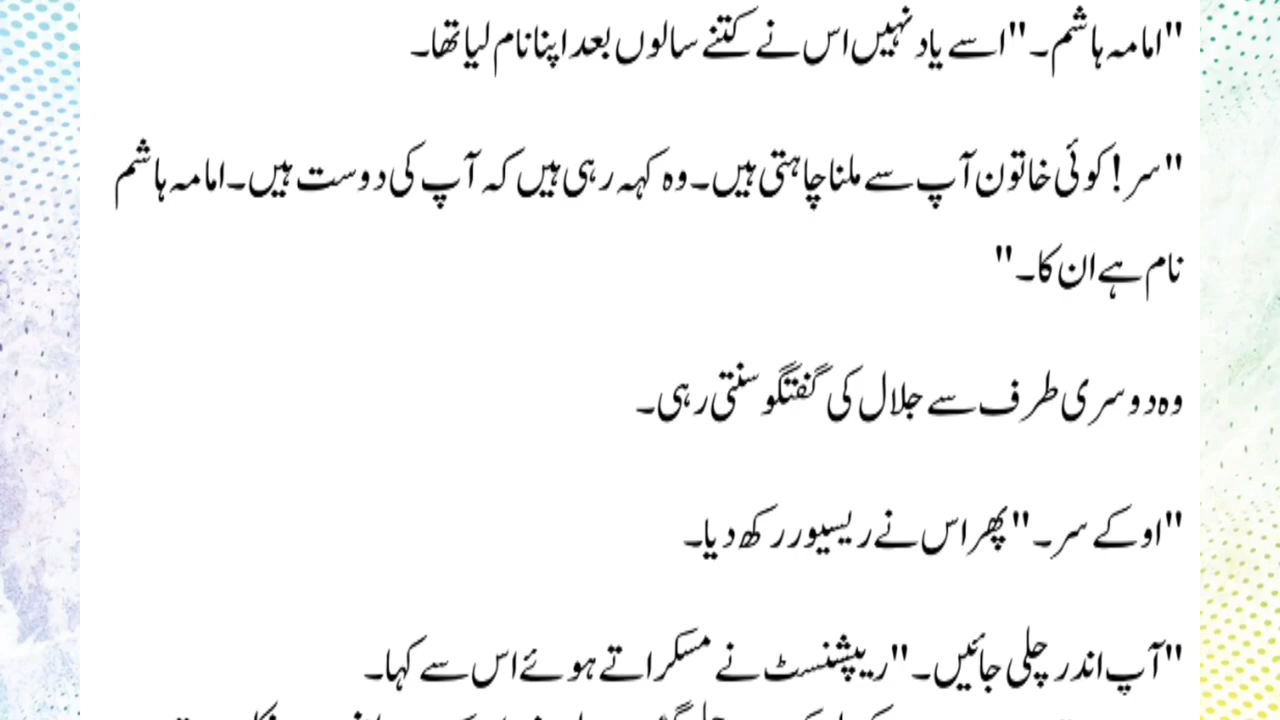 "امامہ ہاشم۔" اسے یاد نہیں اس نے کتنے سالوں بعد اپنا نام لیا تھا۔
"سر! کوئی خاتون آپ سے ملنا چاہتی ہیں۔ وہ کہہ رہی ہیں کہ آپ کی دوست ہیں۔ امامہ ہاشم
نام ہے ان کا۔"
وہ دوسری طرف سے جلال کی گفتگو سنتی رہی۔
"اوکے سر۔" پھر اس نے ریسیور رکھ دیا۔
"آپ اندر چلی جائیں۔" ریپشنسٹ نے مسکراتے ہوئے اس سے کہا۔